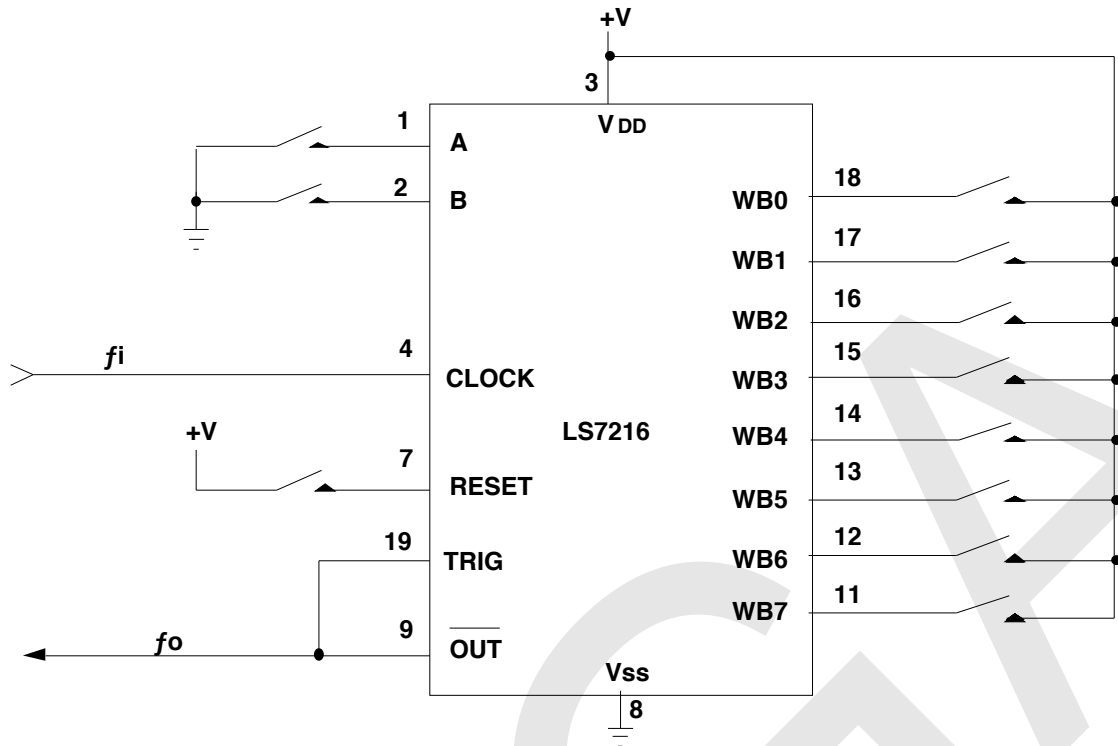 +V
3
VDD
1
A
2
B
18
WB0
17
WB1
16
WB2
15
WB3
14
WB4
13
WB5
12
WB6
11
WB7
ƒi
4
CLOCK
LS7216
+V
7
RESET
19
TRIG
ƒo
9
OUT
Vss
8